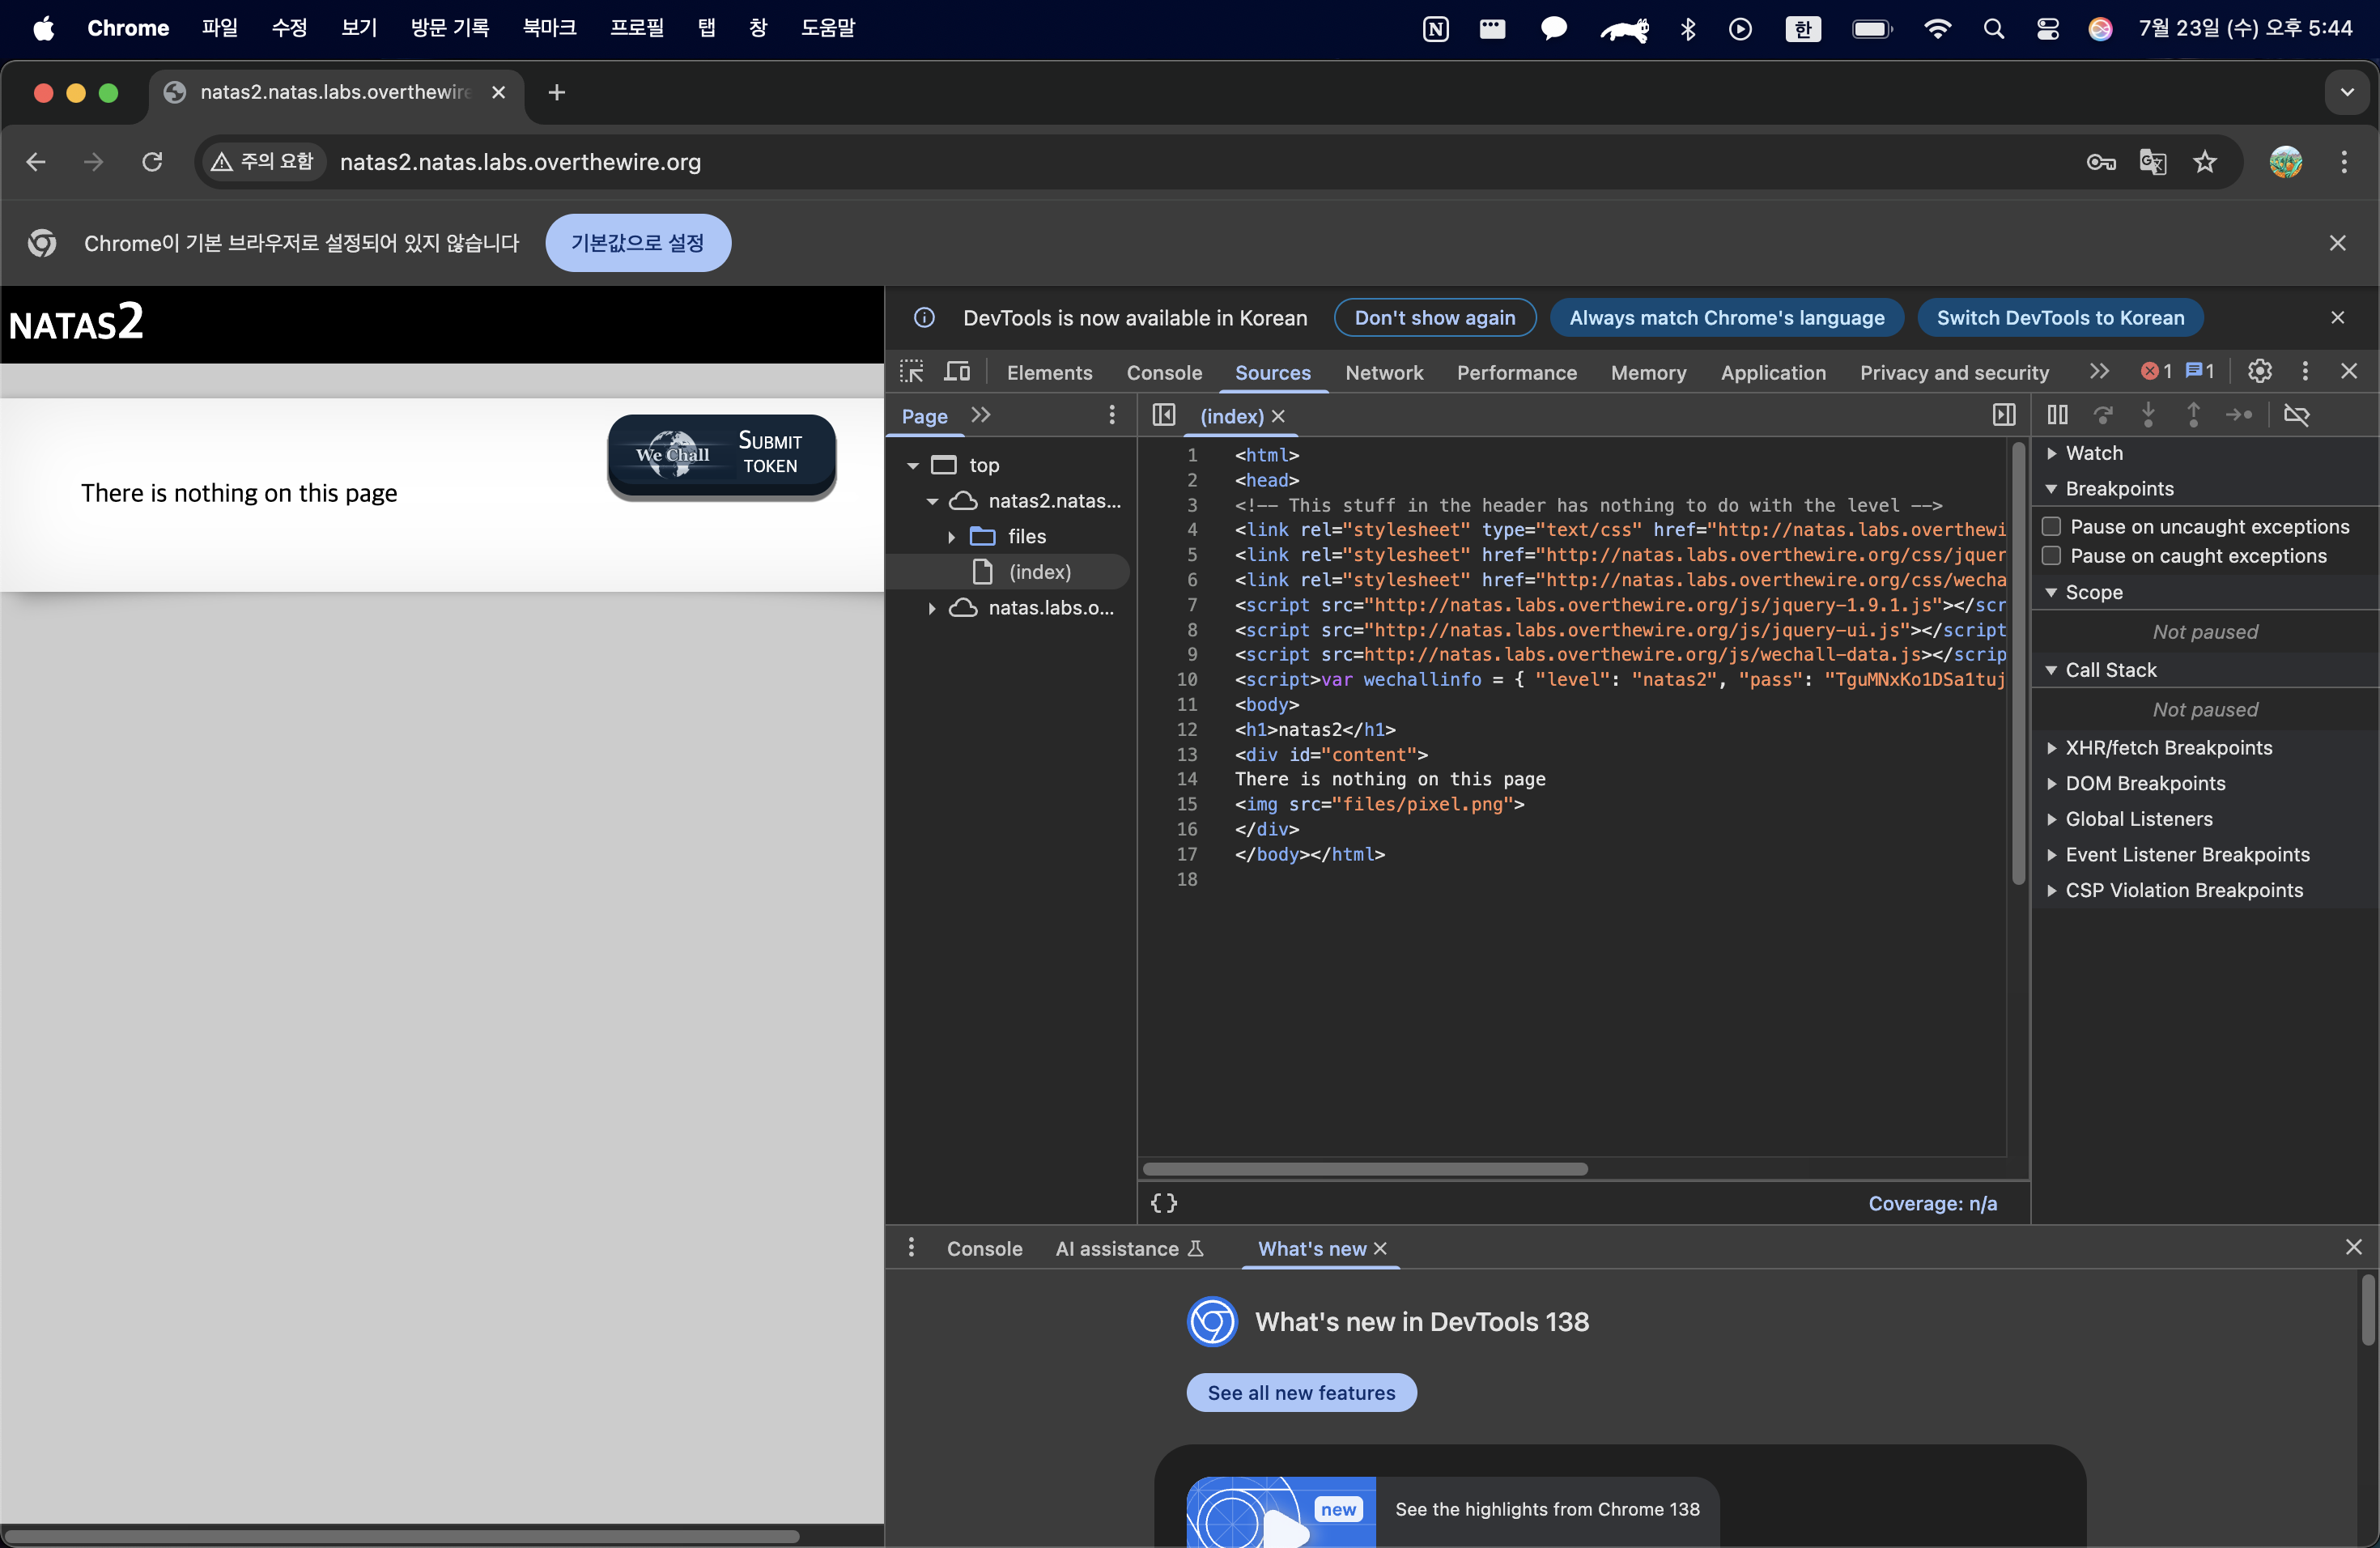 Chrome 파일 수정 보기 방문 기록 북마크 프로필 탭 창 도움말 한 7월 23일 (수) 오후 5:44
natas2.natas.labs.overthewire
주의 요함 natas2.natas.labs.overthewire.org
Chrome이 기본 브라우저로 설정되어 있지 않습니다 기본값으로 설정
NATAS2
We Chall SUBMIT TOKEN
There is nothing on this page
DevTools is now available in Korean Don't show again Always match Chrome's language Switch DevTools to Korean
Elements Console Sources Network Performance Memory Application Privacy and security 1 1
Page (index)
top
natas2.natas...
files
(index)
natas.labs.o...
1 <html>
2 <head>
3 <!-- This stuff in the header has nothing to do with the level -->
4 <link rel="stylesheet" type="text/css" href="http://natas.labs.overthewi
5 <link rel="stylesheet" href="http://natas.labs.overthewire.org/css/jquer
6 <link rel="stylesheet" href="http://natas.labs.overthewire.org/css/wecha
7 <script src="http://natas.labs.overthewire.org/js/jquery-1.9.1.js"></scr
8 <script src="http://natas.labs.overthewire.org/js/jquery-ui.js"></script
9 <script src=http://natas.labs.overthewire.org/js/wechall-data.js></scrip
10 <script>var wechallinfo = { "level": "natas2", "pass": "TguMNxKo1DSa1tuj
11 <body>
12 <h1>natas2</h1>
13 <div id="content">
14 There is nothing on this page
15 <img src="files/pixel.png">
16 </div>
17 </body></html>
18
{} Coverage: n/a
Watch
Breakpoints
Pause on uncaught exceptions
Pause on caught exceptions
Scope
Not paused
Call Stack
Not paused
XHR/fetch Breakpoints
DOM Breakpoints
Global Listeners
Event Listener Breakpoints
CSP Violation Breakpoints
Console AI assistance What's new
What's new in DevTools 138
See all new features
new See the highlights from Chrome 138